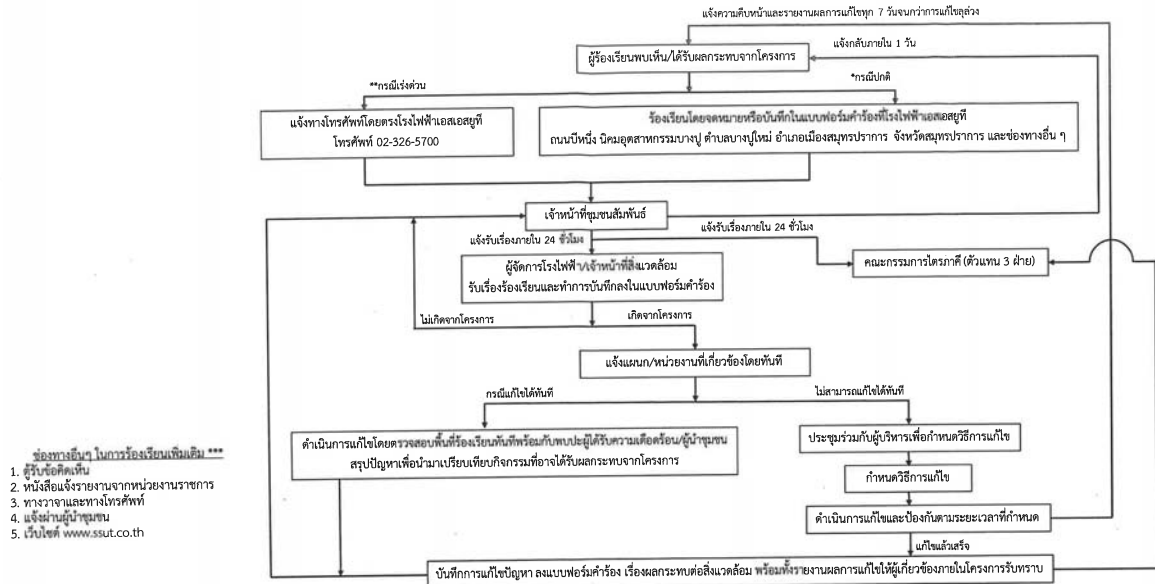 แจ้งความคืบหน้าและรายงานผลการแก้ไขทุก 7 วันจนกว่าการแก้ไขลุล่วง
แจ้งกลับภายใน 1 วัน
ผู้ร้องเรียนพบเห็น/ได้รับผลกระทบจากโครงการ
**กรณีเร่งด่วน
*กรณีปกติ
แจ้งทางโทรศัพท์โดยตรงโรงไฟฟ้าเอสเอสยูที
โทรศัพท์ 02-326-5700
ร้องเรียนโดยจดหมายหรือบันทึกในแบบฟอร์มคำร้องที่โรงไฟฟ้าเอสเอสยูที
ถนนปีหนึ่ง นิคมอุตสาหกรรมบางปู ตำบลบางปูใหม่ อำเภอเมืองสมุทรปราการ จังหวัดสมุทรปราการ และช่องทางอื่น ๆ
เจ้าหน้าที่ชุมชนสัมพันธ์
แจ้งรับเรื่องภายใน 24 ชั่วโมง
แจ้งรับเรื่องภายใน 24 ชั่วโมง
ผู้จัดการโรงไฟฟ้า/เจ้าหน้าที่สิ่งแวดล้อม
รับเรื่องร้องเรียนและทำการบันทึกลงในแบบฟอร์มคำร้อง
คณะกรรมการไตรภาคี (ตัวแทน 3 ฝ่าย)
ไม่เกิดจากโครงการ
เกิดจากโครงการ
แจ้งแผนก/หน่วยงานที่เกี่ยวข้องโดยทันที
กรณีแก้ไขได้ทันที
ไม่สามารถแก้ไขได้ทันที
ดำเนินการแก้ไขโดยตรวจสอบพื้นที่ร้องเรียนทันทีพร้อมกับพบปะผู้ได้รับความเดือดร้อน/ผู้นำชุมชน
สรุปปัญหาเพื่อนำมาเปรียบเทียบกิจกรรมที่อาจได้รับผลกระทบจากโครงการ
ประชุมร่วมกับผู้บริหารเพื่อกำหนดวิธีการแก้ไข
กำหนดวิธีการแก้ไข
ดำเนินการแก้ไขและป้องกันตามระยะเวลาที่กำหนด
แก้ไขแล้วเสร็จ
บันทึกการแก้ไขปัญหา ลงแบบฟอร์มคำร้อง เรื่องผลกระทบต่อสิ่งแวดล้อม พร้อมทั้งรายงานผลการแก้ไขให้ผู้เกี่ยวข้องภายในโครงการรับทราบ
ช่องทางอื่นๆ ในการร้องเรียนเพิ่มเติม ***
1. ตู้รับข้อคิดเห็น
2. หนังสือแจ้งรายงานจากหน่วยงานราชการ
3. ทางวาจาและทางโทรศัพท์
4. แจ้งผ่านผู้นำชุมชน
5. เว็บไซต์ www.ssut.co.th